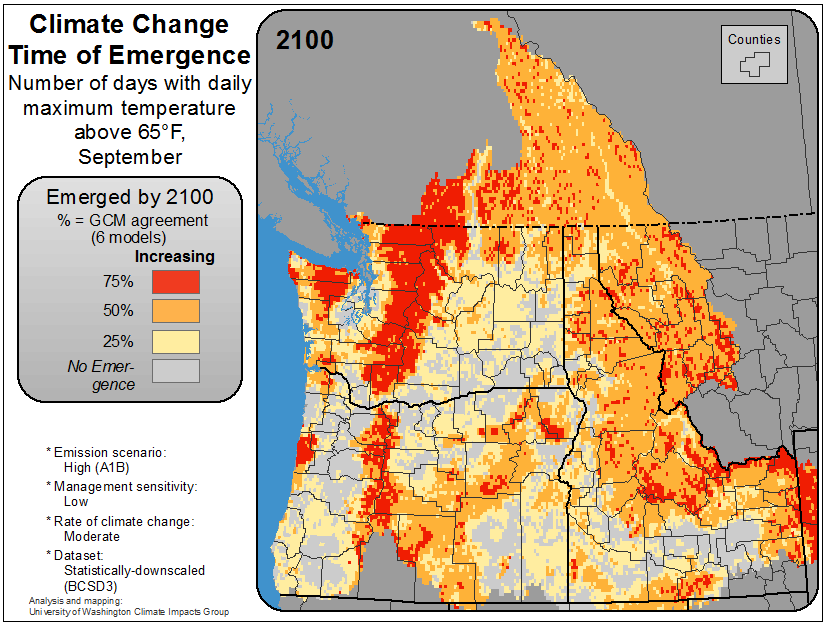 Climate Change
Time of Emergence
Number of days with daily
maximum temperature
above 65°F,
September
Emerged by 2100
% = GCM agreement
(6 models)
Increasing
75%
50%
25%
No Emer-
gence
* Emission scenario:
High (A1B)
* Management sensitivity:
Low
* Rate of climate change:
Moderate
* Dataset:
Statistically-downscaled
(BCSD3)
Analysis and mapping:
University of Washington Climate Impacts Group
2100
Counties